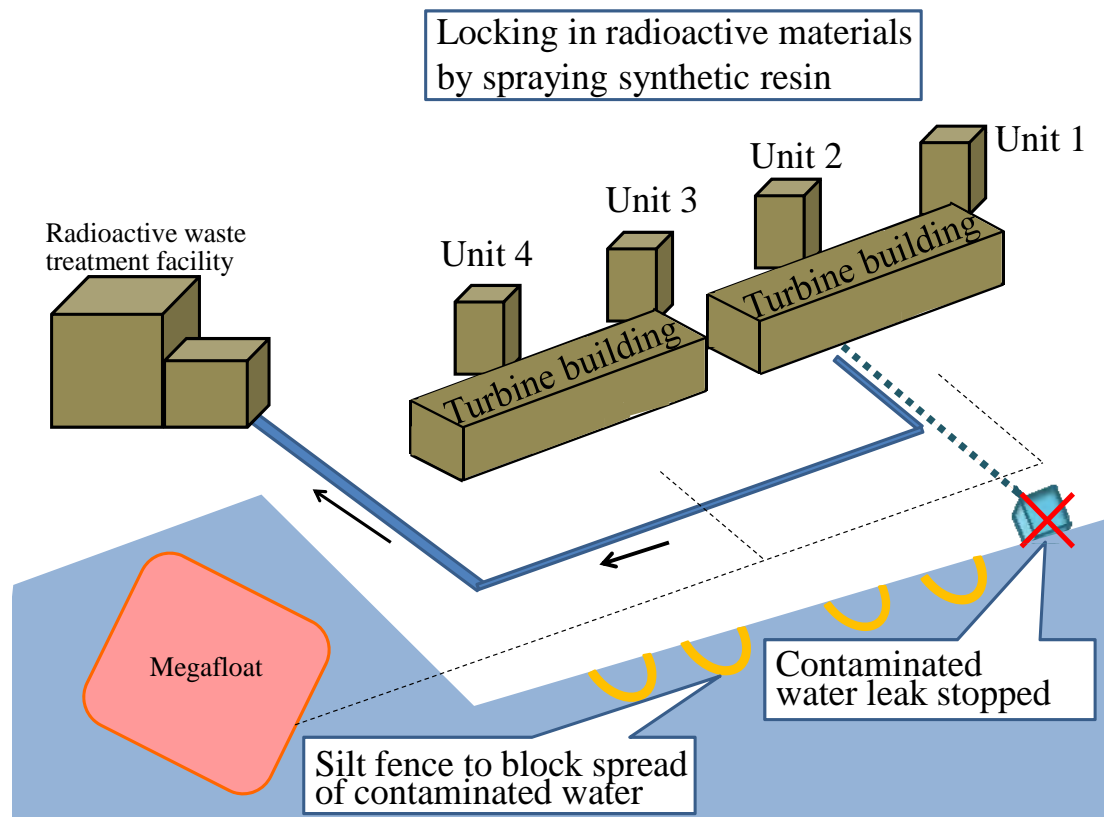 Locking in radioactive materials
by spraying synthetic resin
Unit 1
Unit 2
Unit 3
Unit 4
Radioactive waste
treatment facility
Turbine building
Turbine building
Megafloat
Contaminated
water leak stopped
Silt fence to block spread
of contaminated water